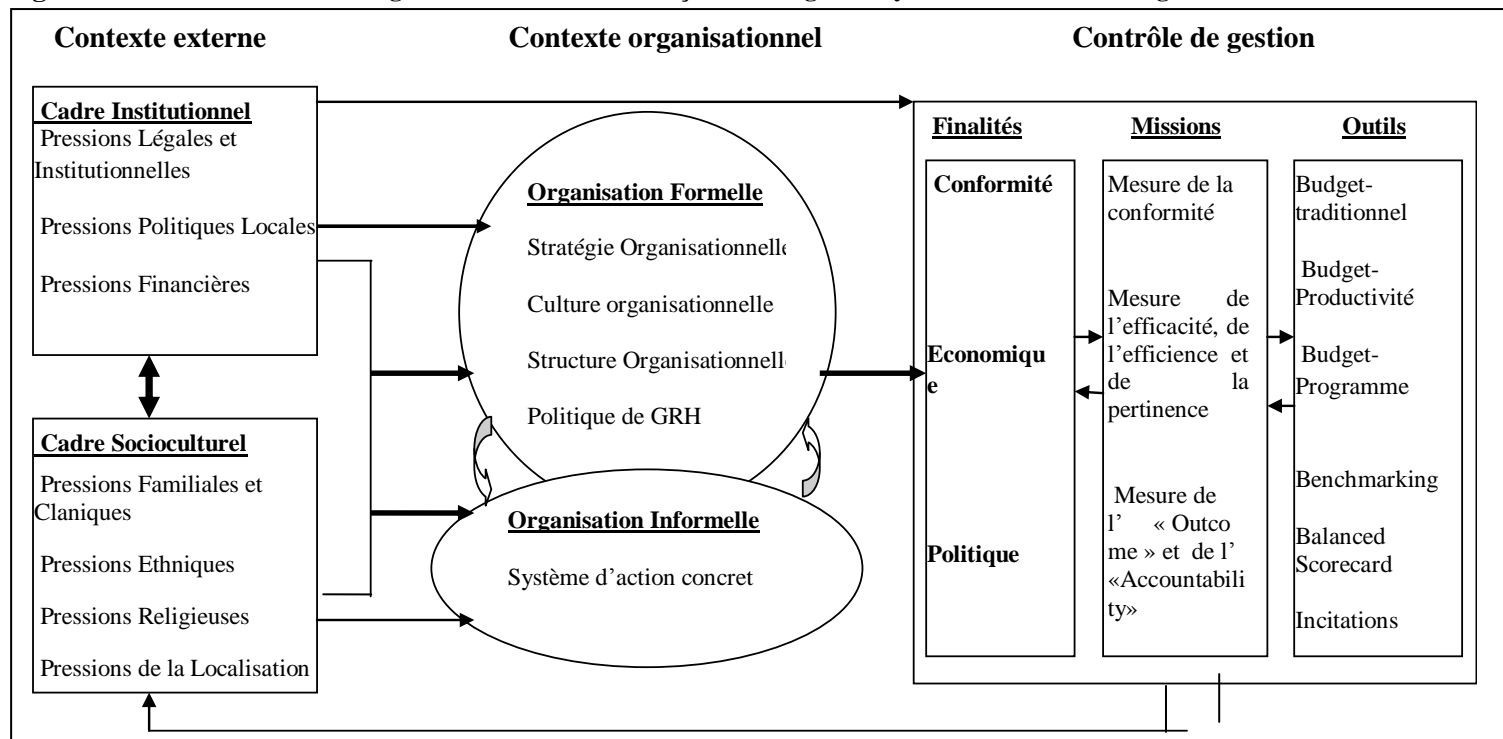 Contexte externe
Contexte organisationnel
Contrôle de gestion
Cadre Institutionnel
Pressions Légales et
Institutionnelles
Pressions Politiques Locales
Pressions Financières
Cadre Socioculturel
Pressions Familiales et
Claniques
Pressions Ethniques
Pressions Religieuses
Pressions de la Localisation
Organisation Formelle
Stratégie Organisationnelle
Culture organisationnelle
Structure Organisationnelle
Politique de GRH
Organisation Informelle
Système d’action concret
Finalités
Conformité
Economiqu
e
Politique
Missions
Mesure de la
conformité
Mesure de
l’efficacité, de
l’efficience et
de la
pertinence
Mesure de
l’ « Outco
me » et de l’
«Accountabili
ty»
Outils
Budget-
traditionnel
Budget-
Productivité
Budget-
Programme
Benchmarking
Balanced
Scorecard
Incitations